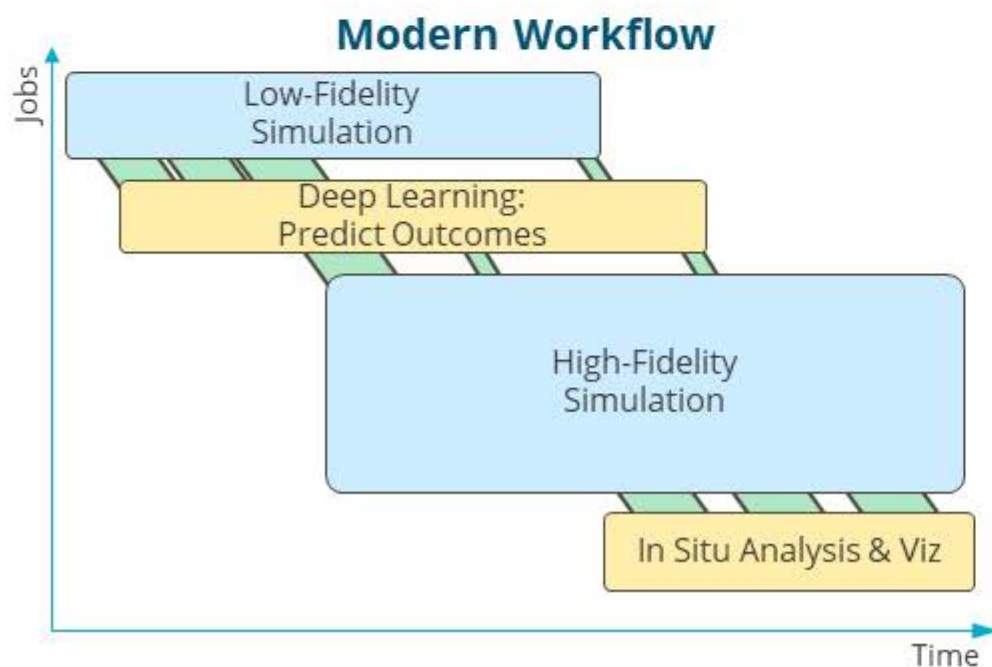 Modern Workflow
Jobs
Low-Fidelity
Simulation
Deep Learning:
Predict Outcomes
High-Fidelity
Simulation
In Situ Analysis & Viz
Time